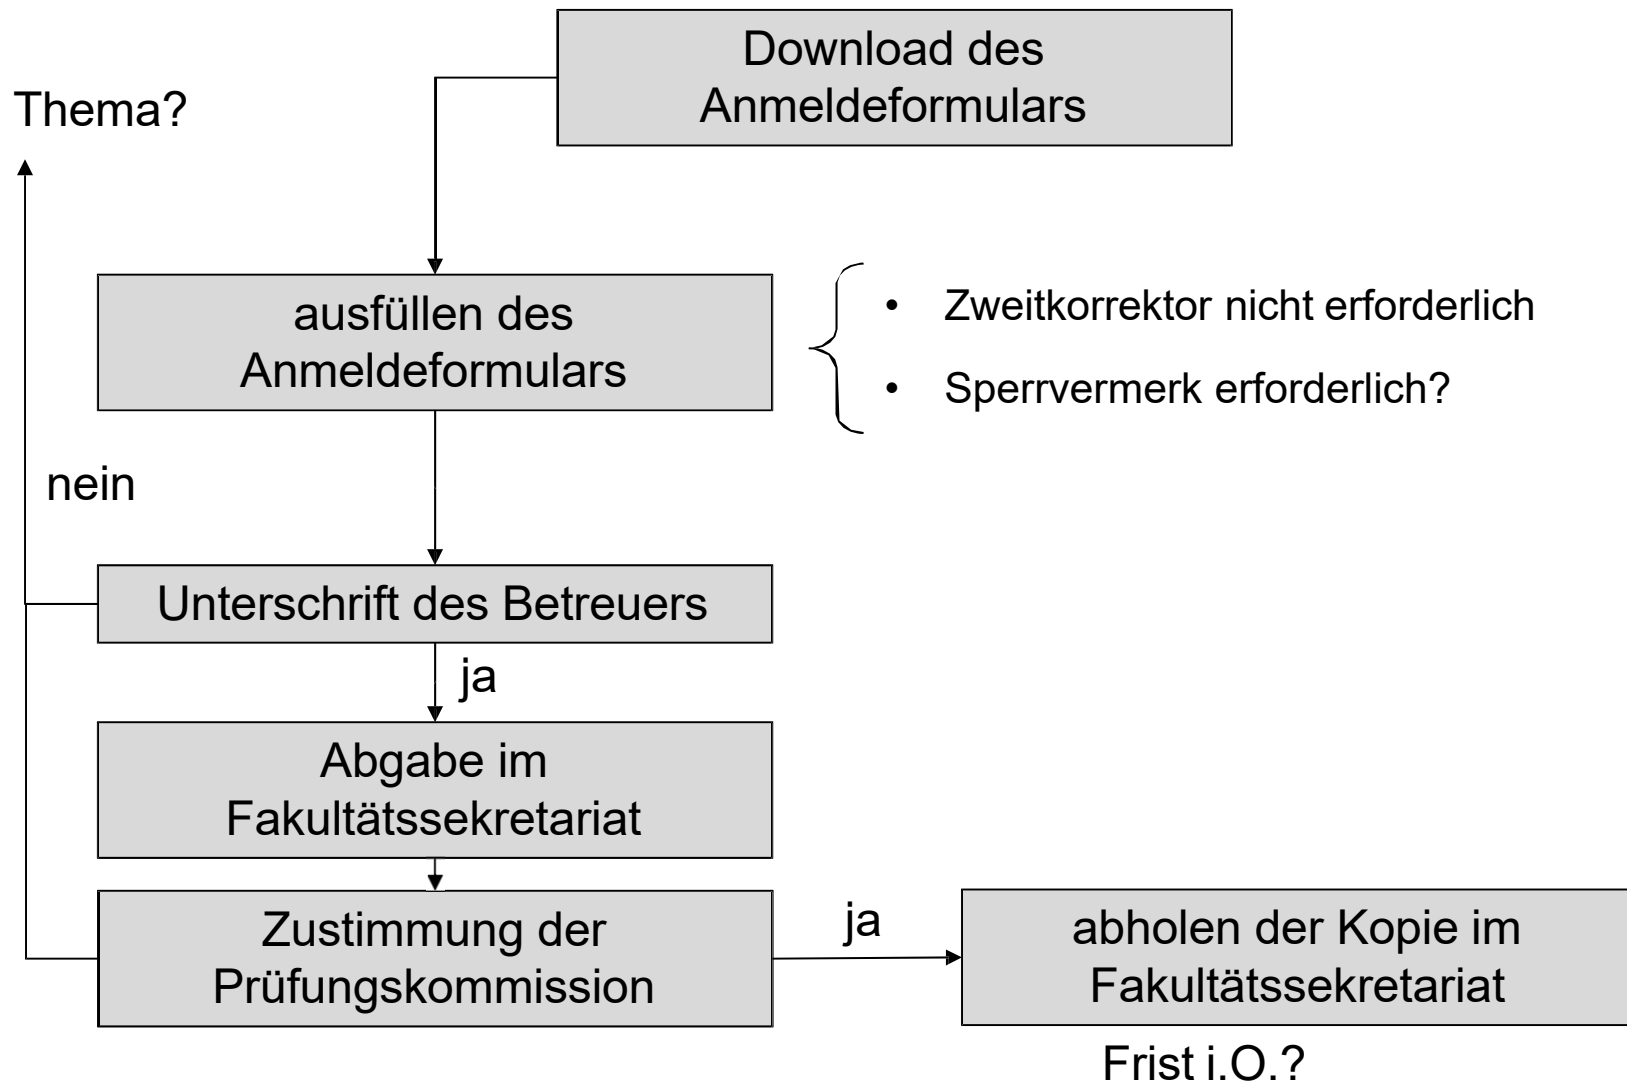 Download des
Anmeldeformulars
Thema?
ausfüllen des
Anmeldeformulars
• Zweitkorrektor nicht erforderlich
• Sperrvermerk erforderlich?
nein
Unterschrift des Betreuers
ja
Abgabe im
Fakultätssekretariat
Zustimmung der
Prüfungskommission
ja
abholen der Kopie im
Fakultätssekretariat
Frist i.O.?